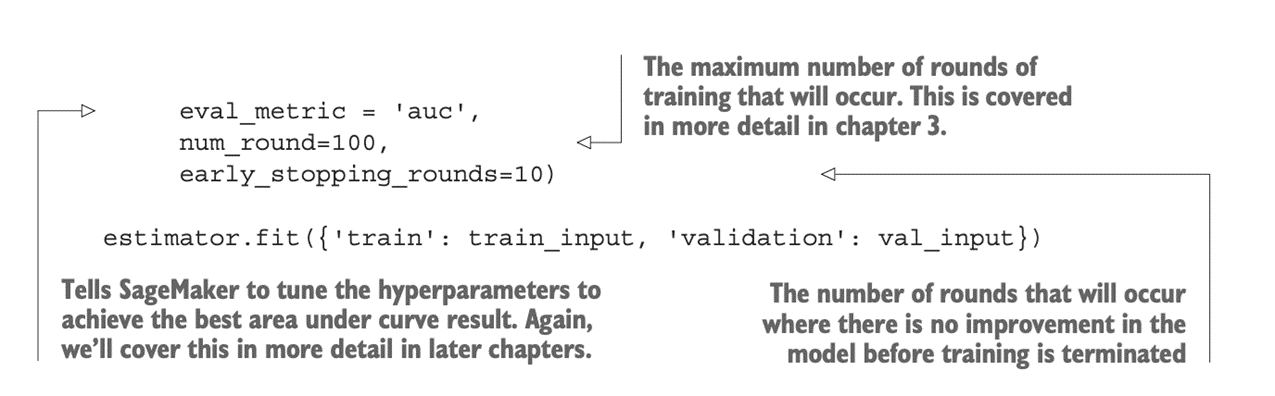 The maximum number of rounds of
training that will occur. This is covered
in more detail in chapter 3.
eval_metric = 'auc',
num_round=100,
early_stopping_rounds=10)
estimator.fit({'train': train_input, 'validation': val_input})
Tells SageMaker to tune the hyperparameters to
achieve the best area under curve result. Again,
we'll cover this in more detail in later chapters.
The number of rounds that will occur
where there is no improvement in the
model before training is terminated